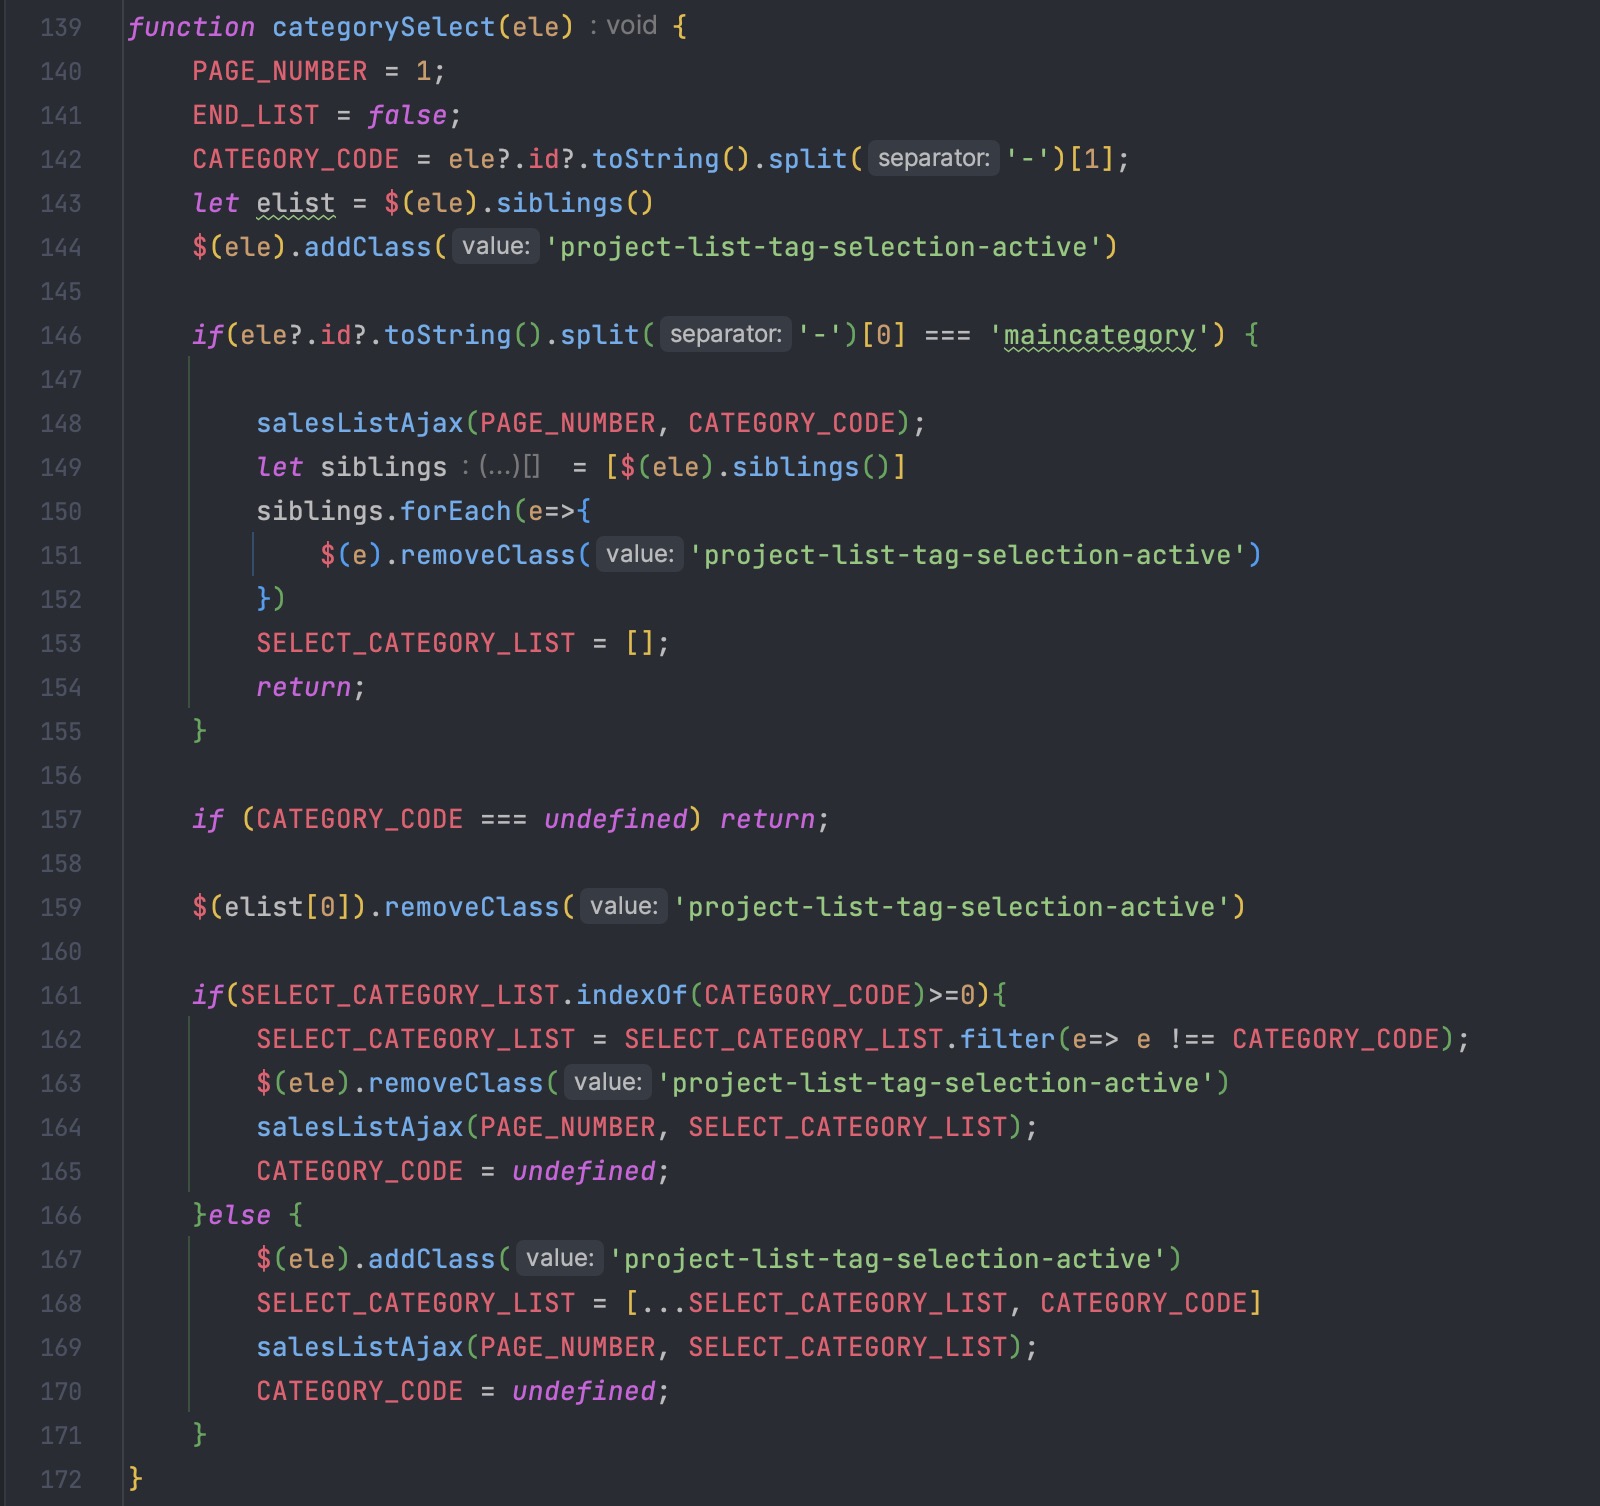 139 function categorySelect(ele) : void {
140 PAGE_NUMBER = 1;
141 END_LIST = false;
142 CATEGORY_CODE = ele?.id?.toString().split( separator: '-')[1];
143 let elist = $(ele).siblings()
144 $(ele).addClass( value: 'project-list-tag-selection-active')
145
146 if(ele?.id?.toString().split( separator: '-')[0] === 'maincategory') {
147
148 salesListAjax(PAGE_NUMBER, CATEGORY_CODE);
149 let siblings : (...)[] = [$(ele).siblings()]
150 siblings.forEach(e=>{
151 $(e).removeClass( value: 'project-list-tag-selection-active')
152 })
153 SELECT_CATEGORY_LIST = [];
154 return;
155 }
156
157 if (CATEGORY_CODE === undefined) return;
158
159 $(elist[0]).removeClass( value: 'project-list-tag-selection-active')
160
161 if(SELECT_CATEGORY_LIST.indexOf(CATEGORY_CODE)>=0){
162 SELECT_CATEGORY_LIST = SELECT_CATEGORY_LIST.filter(e=> e !== CATEGORY_CODE);
163 $(ele).removeClass( value: 'project-list-tag-selection-active')
164 salesListAjax(PAGE_NUMBER, SELECT_CATEGORY_LIST);
165 CATEGORY_CODE = undefined;
166 }else {
167 $(ele).addClass( value: 'project-list-tag-selection-active')
168 SELECT_CATEGORY_LIST = [...SELECT_CATEGORY_LIST, CATEGORY_CODE]
169 salesListAjax(PAGE_NUMBER, SELECT_CATEGORY_LIST);
170 CATEGORY_CODE = undefined;
171 }
172 }